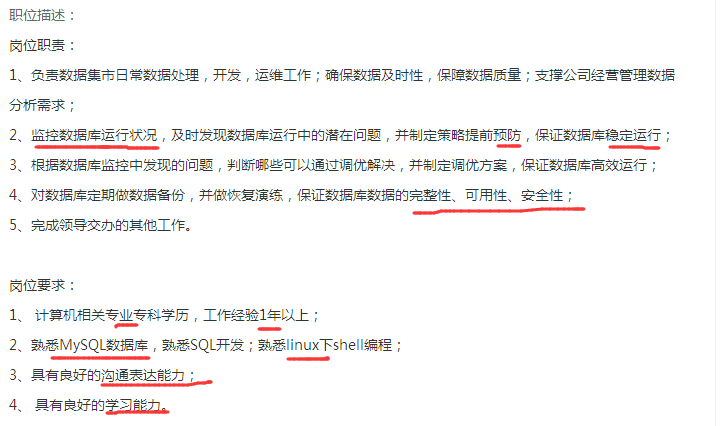 职位描述：
岗位职责：
1、负责数据集市日常数据处理，开发，运维工作；确保数据及时性，保障数据质量；支撑公司经营管理数据
分析需求；
2、监控数据库运行状况，及时发现数据库运行中的潜在问题，并制定策略提前预防，保证数据库稳定运行；
3、根据数据库监控中发现的问题，判断哪些可以通过调优解决，并制定调优方案，保证数据库高效运行；
4、对数据库定期做数据备份，并做恢复演练，保证数据库数据的完整性、可用性、安全性；
5、完成领导交办的其他工作。
岗位要求：
1、 计算机相关专业专科学历，工作经验1年以上；
2、熟悉MySQL数据库，熟悉SQL开发；熟悉linux下shell编程；
3、具有良好的沟通表达能力；
4、 具有良好的学习能力。